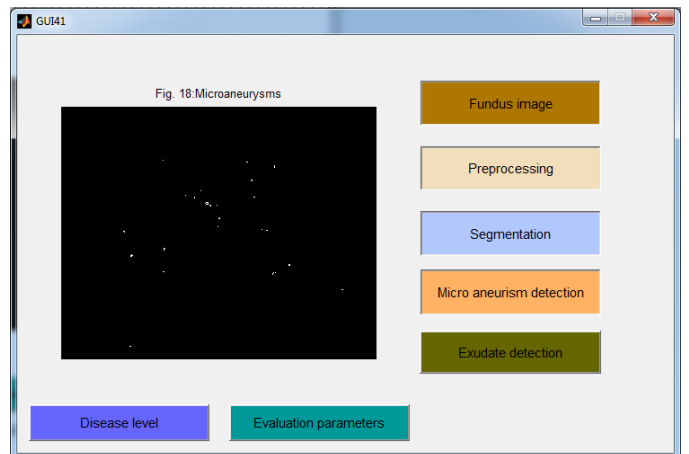 GUI41
Fig. 18:Microaneurysms
Fundus image
Preprocessing
Segmentation
Micro aneurism detection
Exudate detection
Disease level
Evaluation parameters